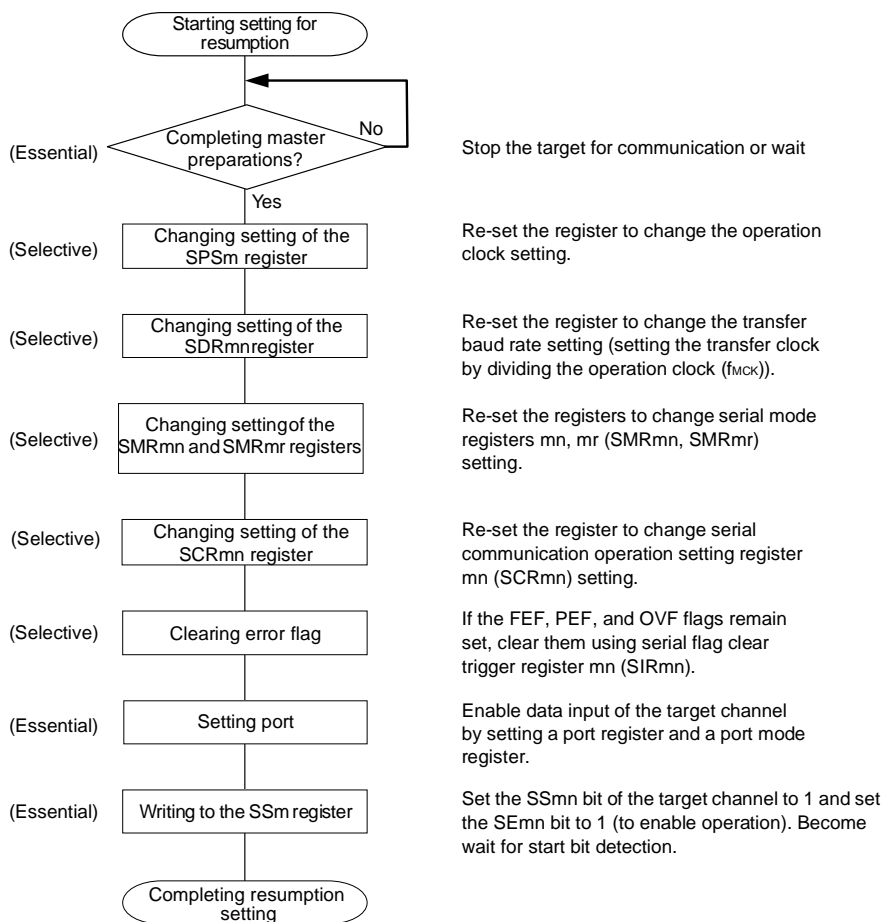 Starting setting for
resumption
No
(Essential)
Completing master
preparations?
Stop the target for communication or wait
Yes
(Selective)
Changing setting of the
SPSm register
Re-set the register to change the operation
clock setting.
(Selective)
Changing setting of the
SDRmn register
Re-set the register to change the transfer
baud rate setting (setting the transfer clock
by dividing the operation clock (fMCK)).
(Selective)
Changing setting of the
SMRmn and SMRmr registers
Re-set the registers to change serial mode
registers mn, mr (SMRmn, SMRmr)
setting.
(Selective)
Changing setting of the
SCRmn register
Re-set the register to change serial
communication operation setting register
mn (SCRmn) setting.
(Selective)
Clearing error flag
If the FEF, PEF, and OVF flags remain
set, clear them using serial flag clear
trigger register mn (SIRmn).
(Essential)
Setting port
Enable data input of the target channel
by setting a port register and a port mode
register.
(Essential)
Writing to the SSm register
Set the SSmn bit of the target channel to 1 and set
the SEmn bit to 1 (to enable operation). Become
wait for start bit detection.
Completing resumption
setting